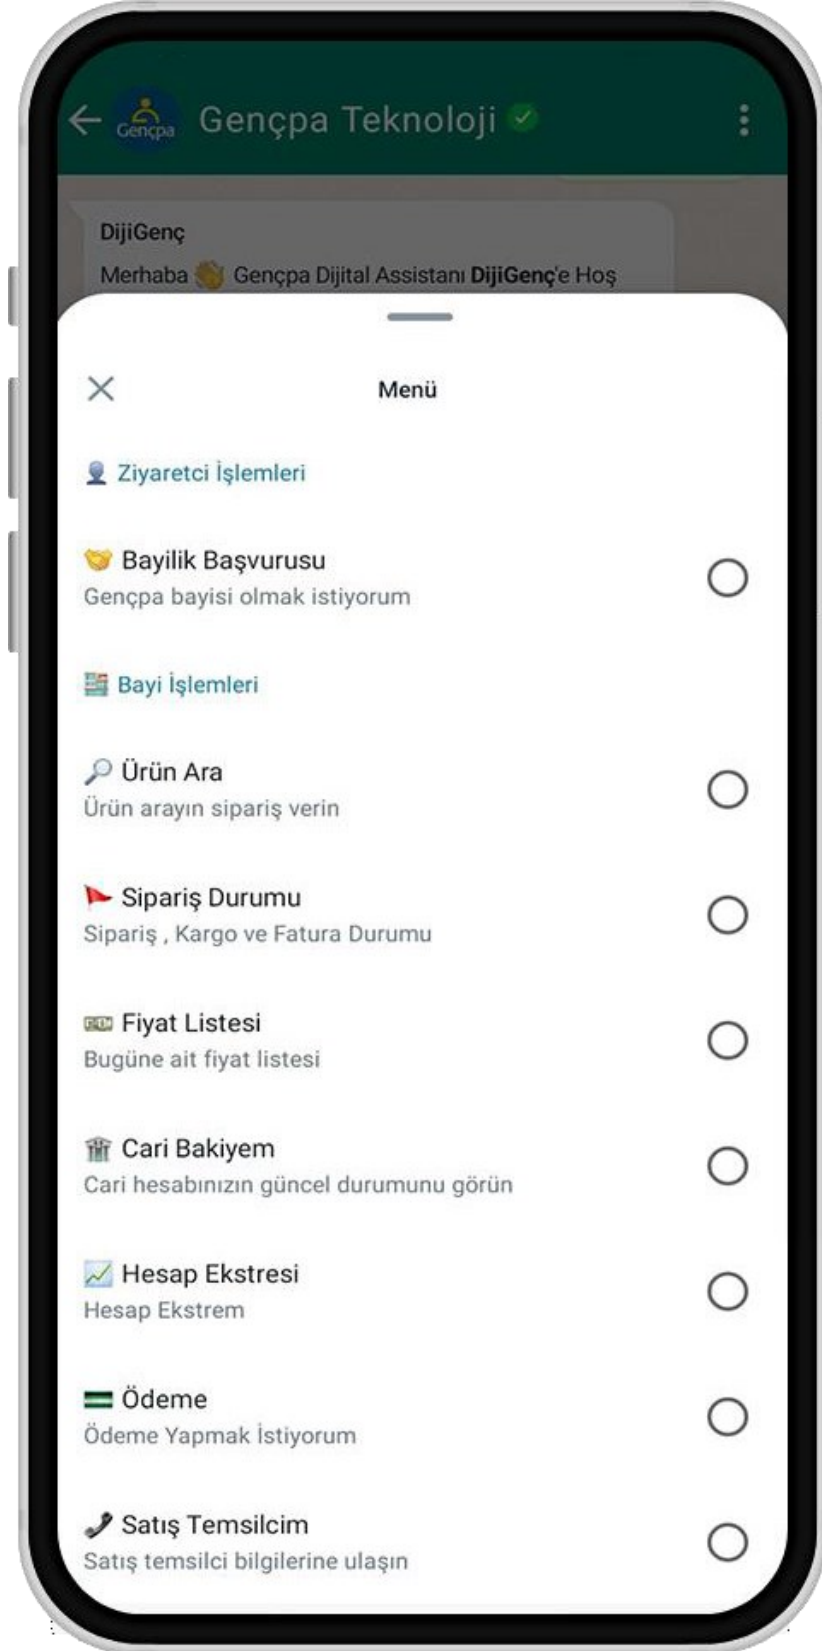 Gençpa
Gençpa Teknoloji
DijiGenç
Merhaba 👋 Gençpa Dijital Assistanı DijiGenç'e Hoş
Menü
👤 Ziyaretci İşlemleri
🤝 Bayilik Başvurusu
Gençpa bayisi olmak istiyorum
🧮 Bayi İşlemleri
🔎 Ürün Ara
Ürün arayın sipariş verin
🚩 Sipariş Durumu
Sipariş , Kargo ve Fatura Durumu
💵 Fiyat Listesi
Bugüne ait fiyat listesi
🏦 Cari Bakiyem
Cari hesabınızın güncel durumunu görün
📈 Hesap Ekstresi
Hesap Ekstrem
💳 Ödeme
Ödeme Yapmak İstiyorum
📞 Satış Temsilcim
Satış temsilci bilgilerine ulaşın